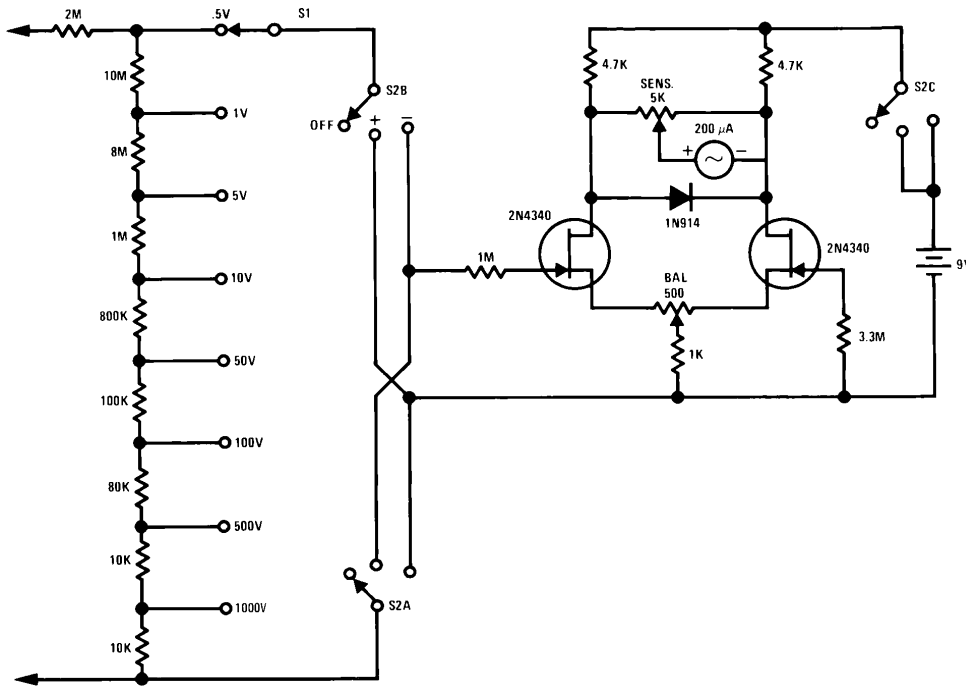 2M
.5V
S1
10M
1V
8M
5V
1M
10V
800K
50V
100K
100V
80K
500V
10K
1000V
10K
S2B
OFF
+
−
S2A
4.7K
4.7K
SENS.
5K
200 μA
+ −
1N914
2N4340
2N4340
1M
BAL
500
1K
3.3M
S2C
9V